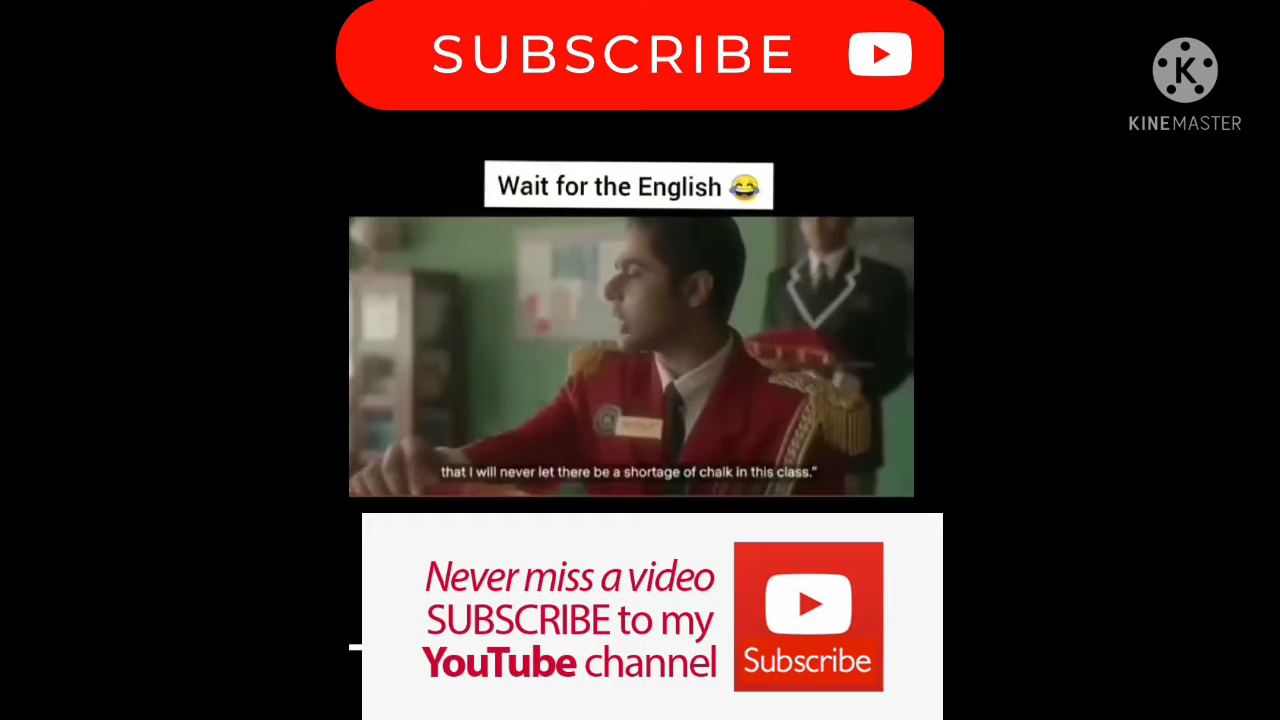 SUBSCRIBE
KINEMASTER
Wait for the English 😂
that I will never let there be a shortage of chalk in this class."
Never miss a video
SUBSCRIBE to my
YouTube channel
Subscribe